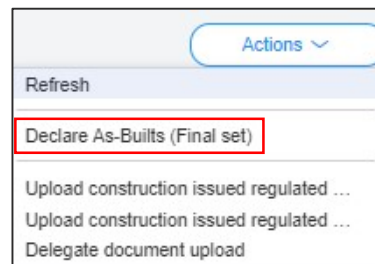 Actions
Refresh
Declare As-Builts (Final set)
Upload construction issued regulated ...
Upload construction issued regulated ...
Delegate document upload